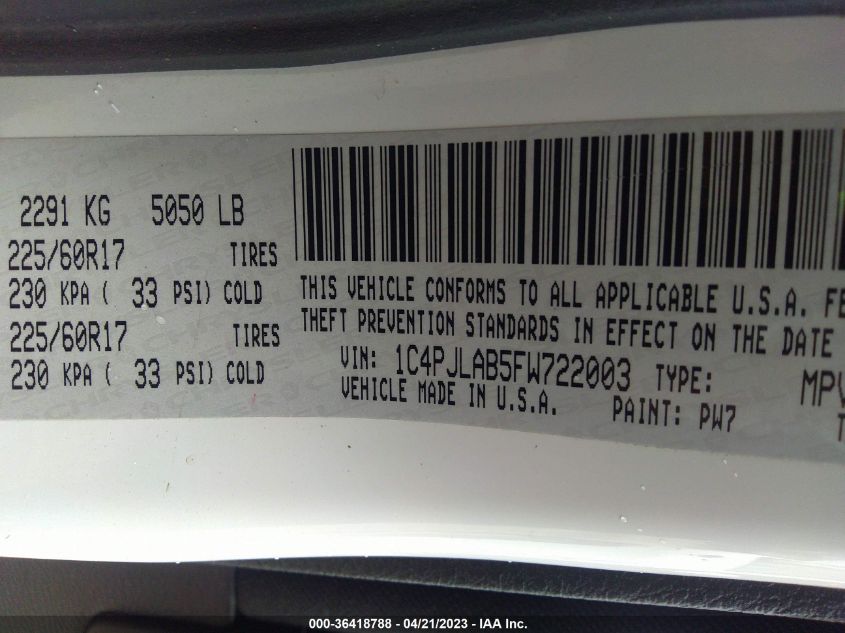 2291 KG 5050 LB
225/60R17 TIRES
230 KPA ( 33 PSI) COLD
225/60R17 TIRES
230 KPA ( 33 PSI) COLD
THIS VEHICLE CONFORMS TO ALL APPLICABLE U.S.A. FE
THEFT PREVENTION STANDARDS IN EFFECT ON THE DATE
VIN: 1C4PJLAB5FW722003 TYPE: MPV
VEHICLE MADE IN U.S.A. PAINT: PW7
000-36418788 - 04/21/2023 - IAA Inc.